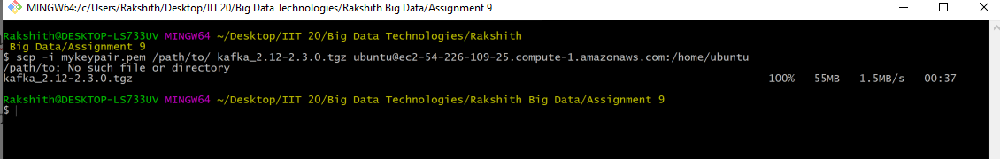 MINGW64:/c/Users/Rakshith/Desktop/IIT 20/Big Data Technologies/Rakshith Big Data/Assignment 9
Rakshith@DESKTOP-LS733UV MINGW64 ~/Desktop/IIT 20/Big Data Technologies/Rakshith
Big Data/Assignment 9
$ scp -i mykeypair.pem /path/to/ kafka_2.12-2.3.0.tgz ubuntu@ec2-54-226-109-25.compute-1.amazonaws.com:/home/ubuntu
/path/to: No such file or directory
kafka_2.12-2.3.0.tgz 100% 55MB 1.5MB/s 00:37
Rakshith@DESKTOP-LS733UV MINGW64 ~/Desktop/IIT 20/Big Data Technologies/Rakshith Big Data/Assignment 9
$